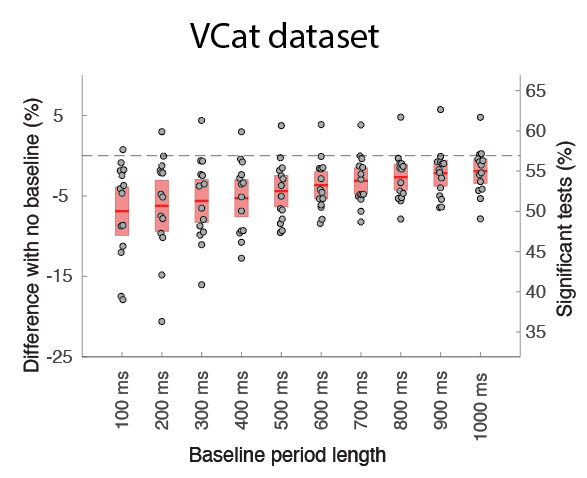 VCat dataset
Difference with no baseline (%)
5
-5
-15
-25
65
60
55
50
45
40
35
Significant tests (%)
100 ms
200 ms
300 ms
400 ms
500 ms
600 ms
700 ms
800 ms
900 ms
1000 ms
Baseline period length